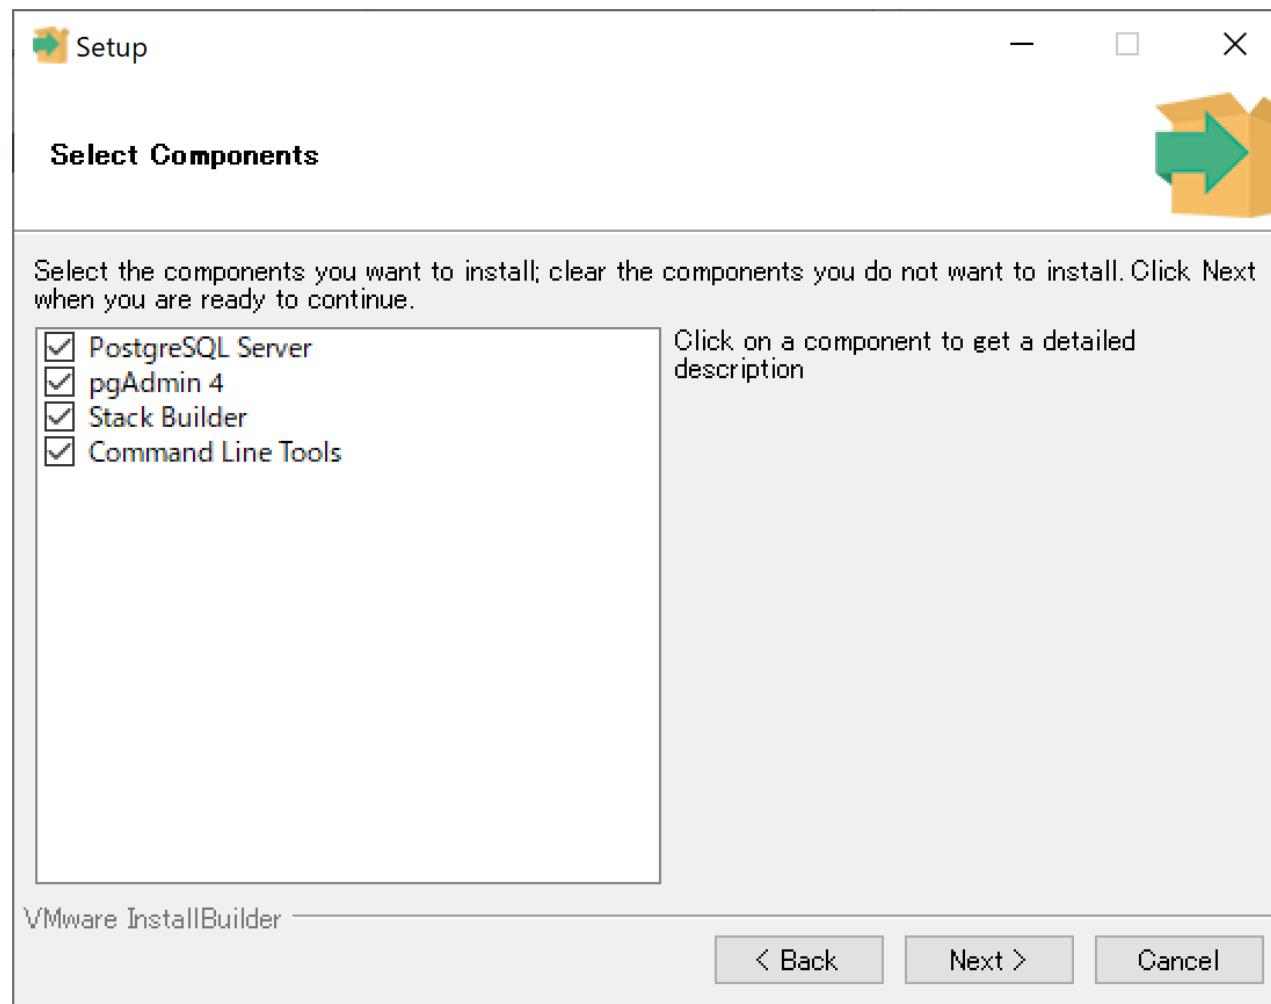 Setup
Select Components
Select the components you want to install; clear the components you do not want to install. Click Next
when you are ready to continue.
PostgreSQL Server
pgAdmin 4
Stack Builder
Command Line Tools
Click on a component to get a detailed
description
VMware InstallBuilder
< Back
Next >
Cancel